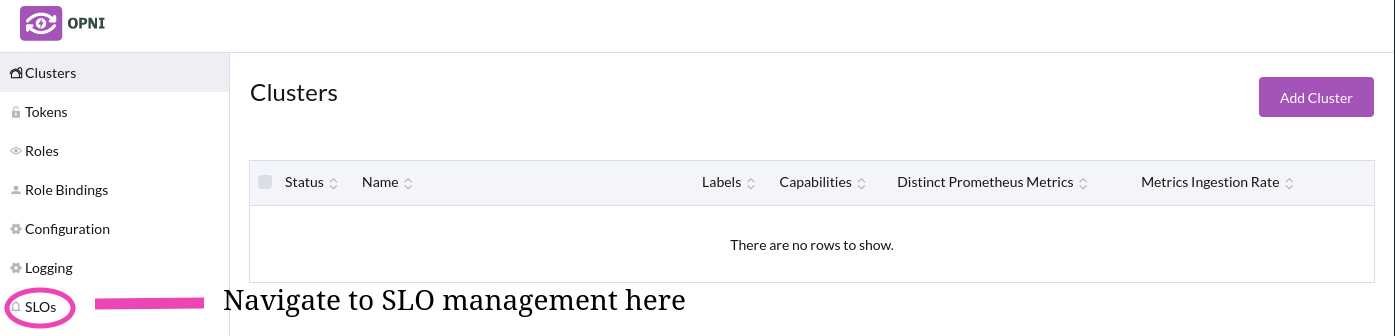 OPNI
Clusters
Tokens
Roles
Role Bindings
Configuration
Logging
SLOs
Clusters
Add Cluster
Status Name Labels Capabilities Distinct Prometheus Metrics Metrics Ingestion Rate
There are no rows to show.
Navigate to SLO management here